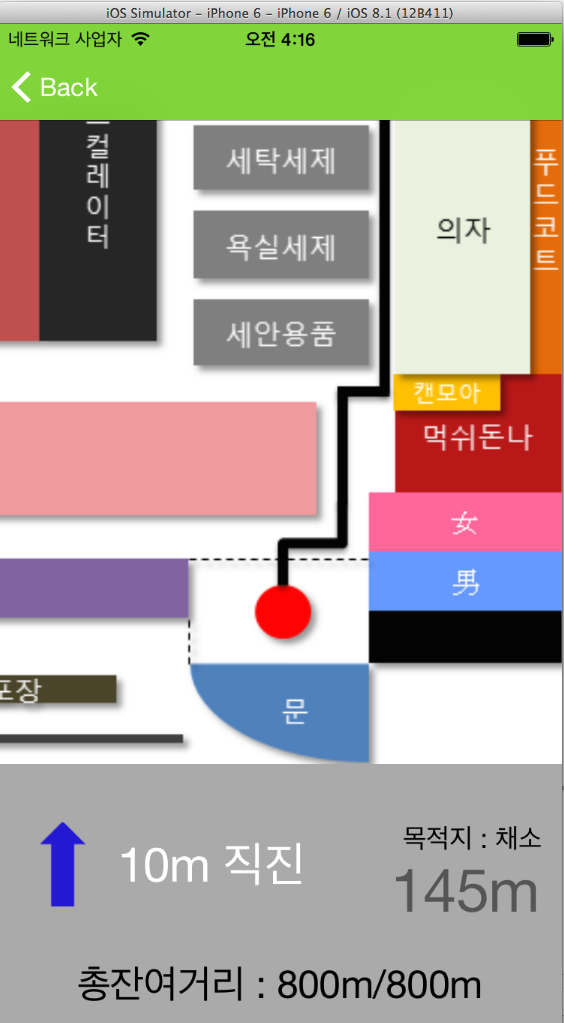 iOS Simulator – iPhone 6 – iPhone 6 / iOS 8.1 (12B411)
네트워크 사업자 오전 4:16
Back
컬레이터
세탁세제
욕실세제
세안용품
의자
푸드코트
캔모아
먹쉬돈나
女
男
포장
문
10m 직진
목적지 : 채소
145m
총잔여거리 : 800m/800m